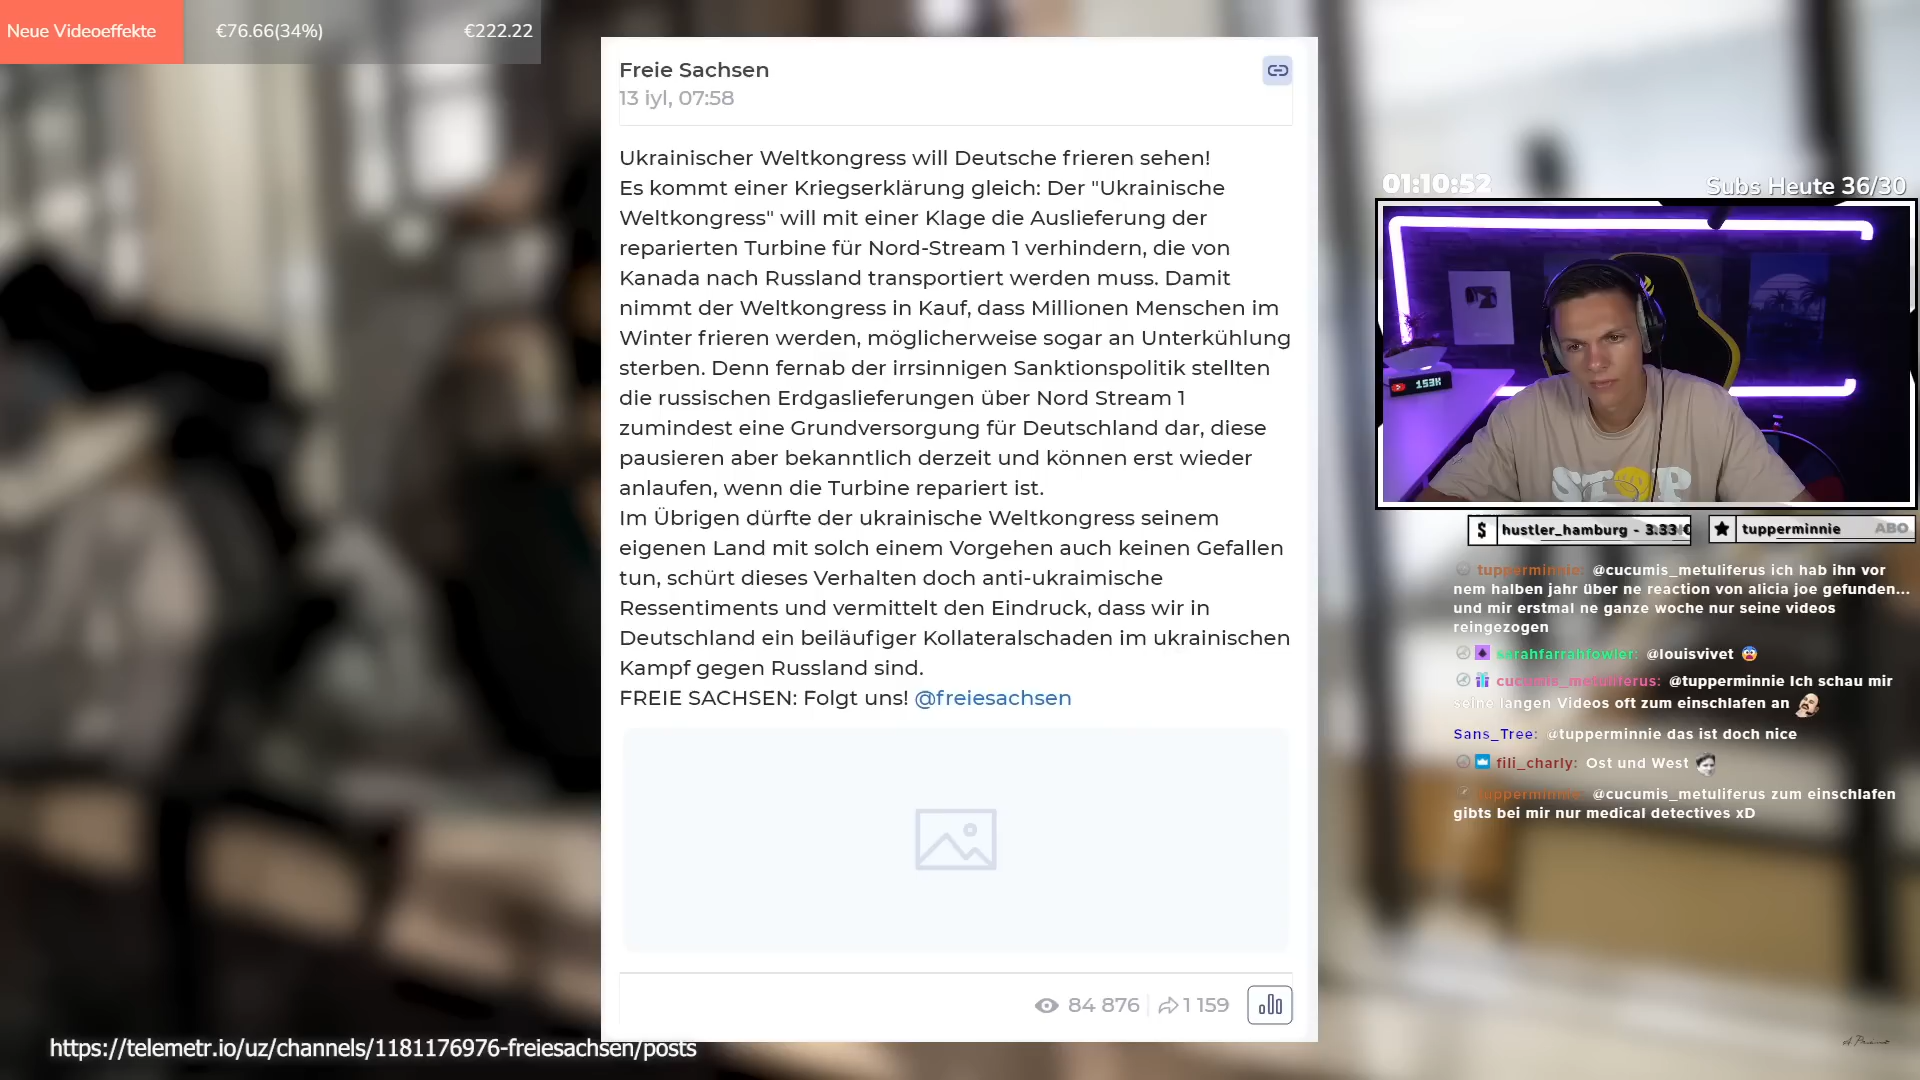 Neue Videoeffekte €76.66(34%) €222.22
Freie Sachsen
13 iyl, 07:58
Ukrainischer Weltkongress will Deutsche frieren sehen!
Es kommt einer Kriegserklärung gleich: Der "Ukrainische
Weltkongress" will mit einer Klage die Auslieferung der
reparierten Turbine für Nord-Stream 1 verhindern, die von
Kanada nach Russland transportiert werden muss. Damit
nimmt der Weltkongress in Kauf, dass Millionen Menschen im
Winter frieren werden, möglicherweise sogar an Unterkühlung
sterben. Denn fernab der irrsinnigen Sanktionspolitik stellten
die russischen Erdgaslieferungen über Nord Stream 1
zumindest eine Grundversorgung für Deutschland dar, diese
pausieren aber bekanntlich derzeit und können erst wieder
anlaufen, wenn die Turbine repariert ist.
Im Übrigen dürfte der ukrainische Weltkongress seinem
eigenen Land mit solch einem Vorgehen auch keinen Gefallen
tun, schürt dieses Verhalten doch anti-ukraimische
Ressentiments und vermittelt den Eindruck, dass wir in
Deutschland ein beiläufiger Kollateralschaden im ukrainischen
Kampf gegen Russland sind.
FREIE SACHSEN: Folgt uns! @freiesachsen
84 876 1 159
https://telemetr.io/uz/channels/1181176976-freiesachsen/posts
01:10:52 Subs Heute 36/30
153K
STOP
$ hustler_hamburg - 3.33 € tupperminnie ABO
tupperminnie: @cucumis_metuliferus ich hab ihn vor
nem halben jahr über ne reaction von alicia joe gefunden...
und mir erstmal ne ganze woche nur seine videos
reingezogen
sarahfarrahfowler: @louisvivet
cucumis_metuliferus: @tupperminnie Ich schau mir
seine langen Videos oft zum einschlafen an
Sans_Tree: @tupperminnie das ist doch nice
fili_charly: Ost und West
tupperminnie: @cucumis_metuliferus zum einschlafen
gibts bei mir nur medical detectives xD